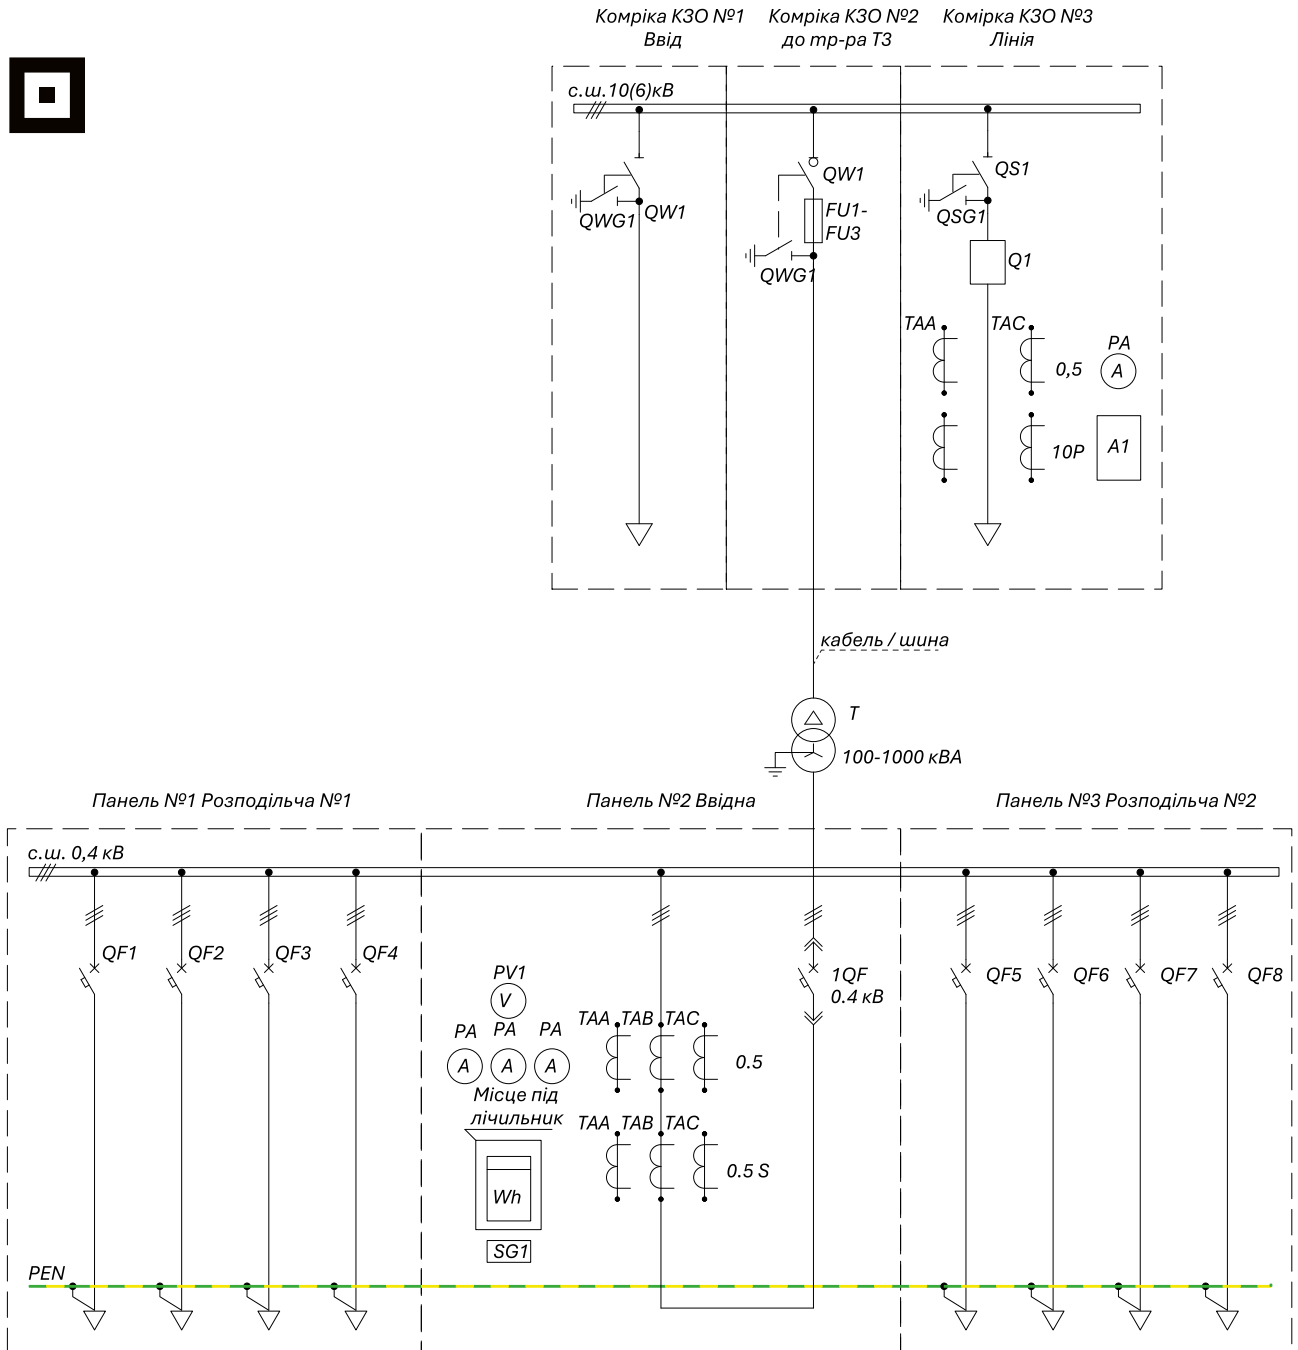 Комріка КЗО №1
Ввід
Комріка КЗО №2
до тр-ра Т3
Комірка КЗО №3
Лінія
с.ш.10(6)кВ
QWG1
QW1
QW1
FU1-
FU3
QWG1
QS1
QSG1
Q1
TAA
TAC
0,5
PA
A
10P
A1
кабель / шина
T
100-1000 кВА
Панель №1 Розподільча №1
Панель №2 Ввідна
Панель №3 Розподільча №2
с.ш. 0,4 кВ
QF1
QF2
QF3
QF4
PV1
V
PA
PA
PA
A
A
A
Місце під
лічильник
Wh
SG1
TAA
TAB
TAC
0.5
TAA
TAB
TAC
0.5 S
1QF
0.4 кВ
QF5
QF6
QF7
QF8
PEN